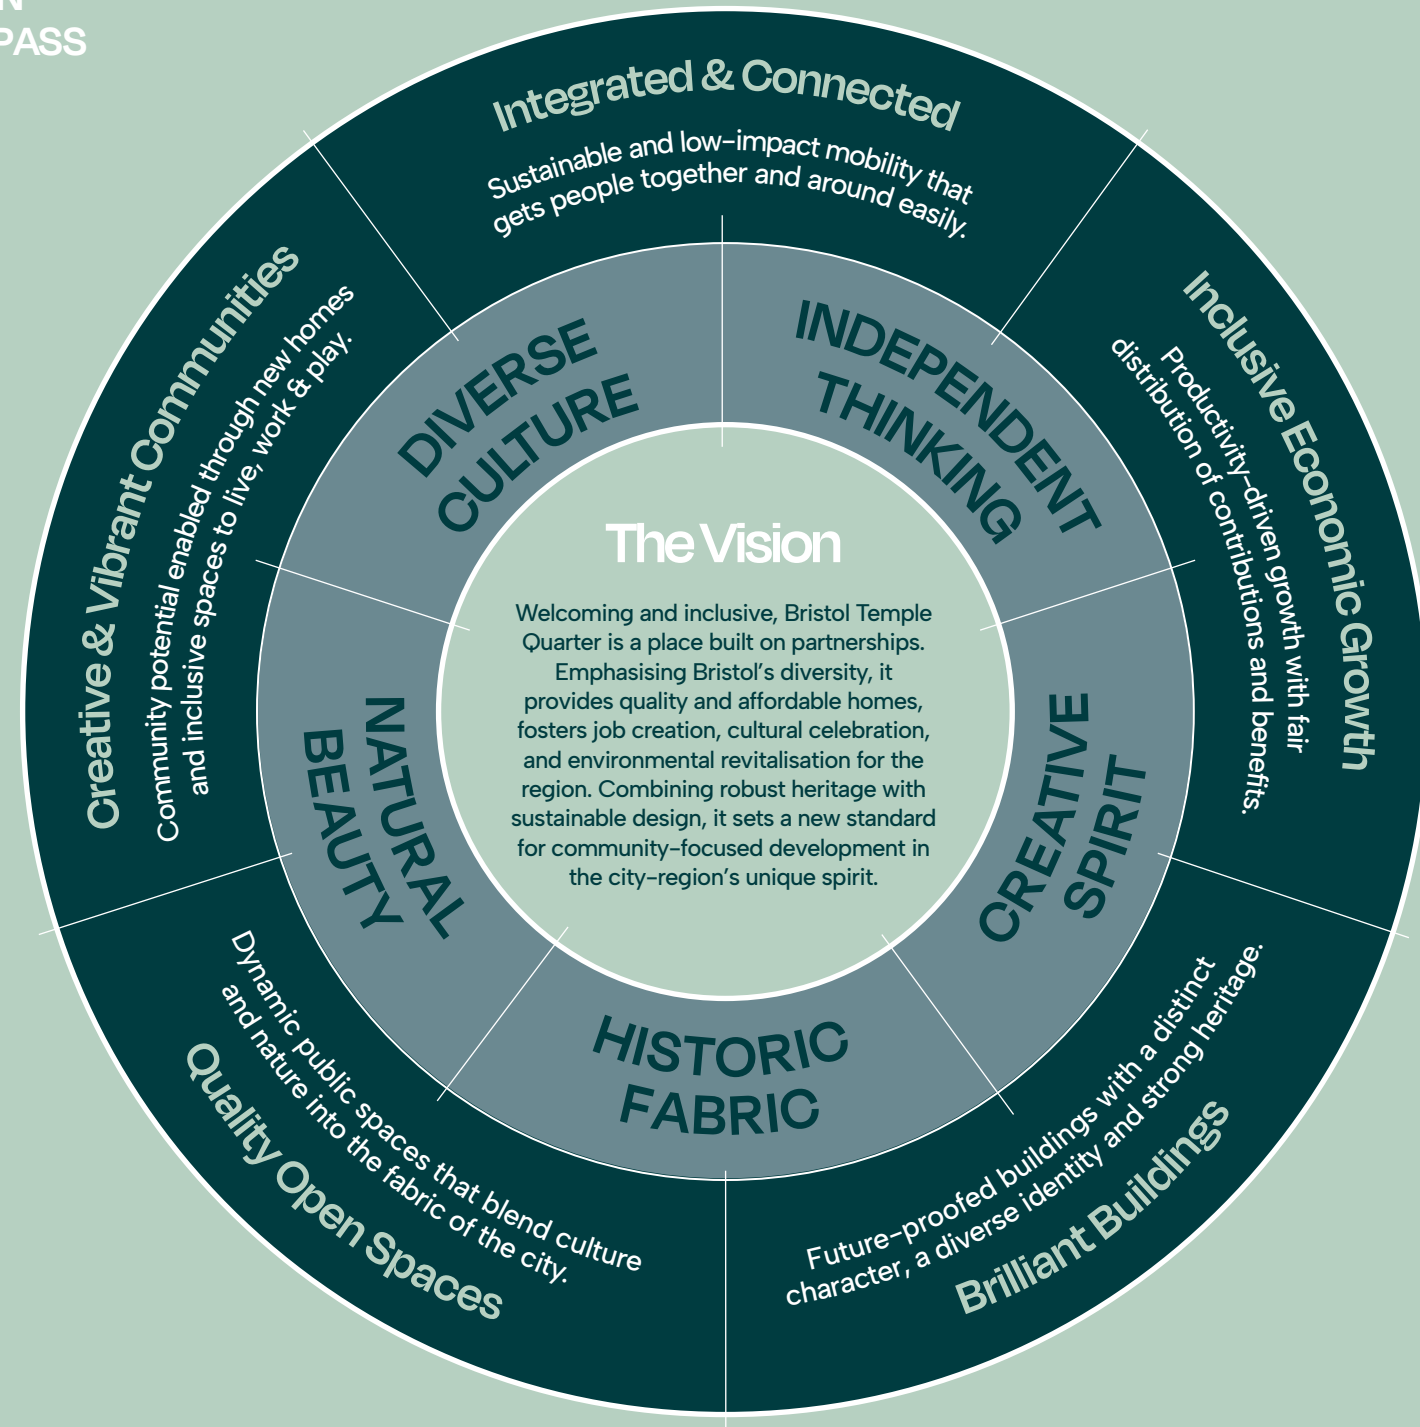 N
PASS
Integrated & Connected
Sustainable and low-impact mobility that
gets people together and around easily.
Inclusive Economic Growth
Productivity-driven growth with fair
distribution of contributions and benefits.
Brilliant Buildings
Future-proofed buildings with a distinct
character, a diverse identity and strong heritage.
Quality Open Spaces
Dynamic public spaces that blend culture
and nature into the fabric of the city.
Creative & Vibrant Communities
Community potential enabled through new homes
and inclusive spaces to live, work & play.
DIVERSE
CULTURE
INDEPENDENT
THINKING
CREATIVE
SPIRIT
HISTORIC
FABRIC
NATURAL
BEAUTY
The Vision
Welcoming and inclusive, Bristol Temple
Quarter is a place built on partnerships.
Emphasising Bristol's diversity, it
provides quality and affordable homes,
fosters job creation, cultural celebration,
and environmental revitalisation for the
region. Combining robust heritage with
sustainable design, it sets a new standard
for community-focused development in
the city-region's unique spirit.